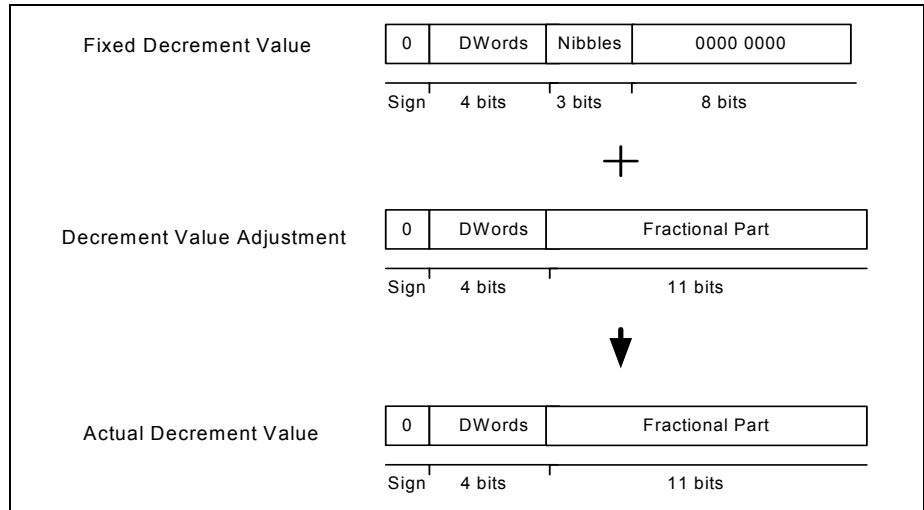 Fixed Decrement Value
0 DWords Nibbles 0000 0000
Sign 4 bits 3 bits 8 bits
+
Decrement Value Adjustment
0 DWords Fractional Part
Sign 4 bits 11 bits
Actual Decrement Value
0 DWords Fractional Part
Sign 4 bits 11 bits